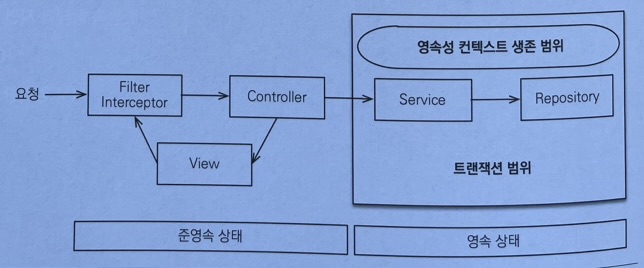 영속성 컨텍스트 생존 범위
요청
Filter
Interceptor
Controller
Service
Repository
View
트랜잭션 범위
준영속 상태
영속 상태